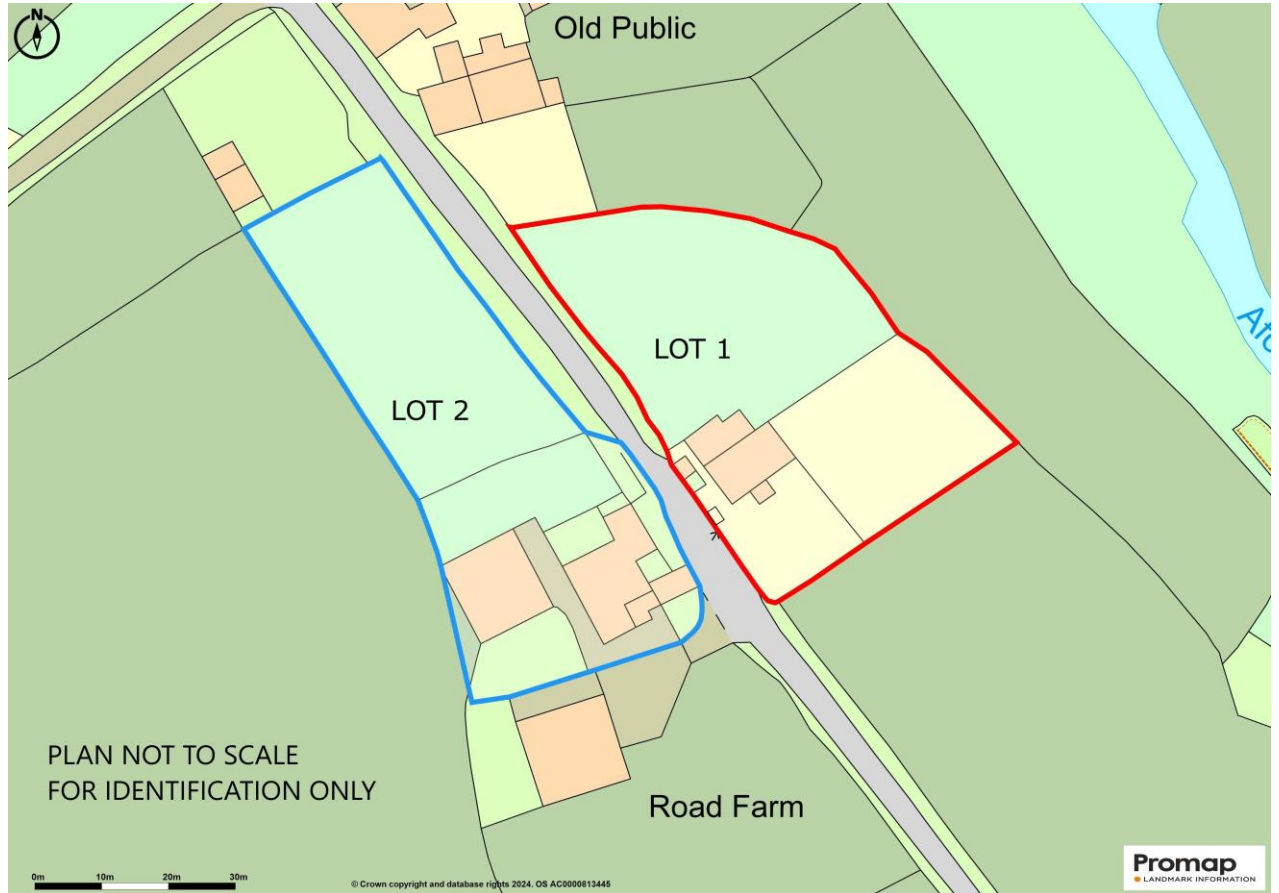 N
Old Public
Afo
LOT 1
LOT 2
PLAN NOT TO SCALE
FOR IDENTIFICATION ONLY
Road Farm
0m 10m 20m 30m
© Crown copyright and database rights 2024. OS AC0000813445
Promap
LANDMARK INFORMATION